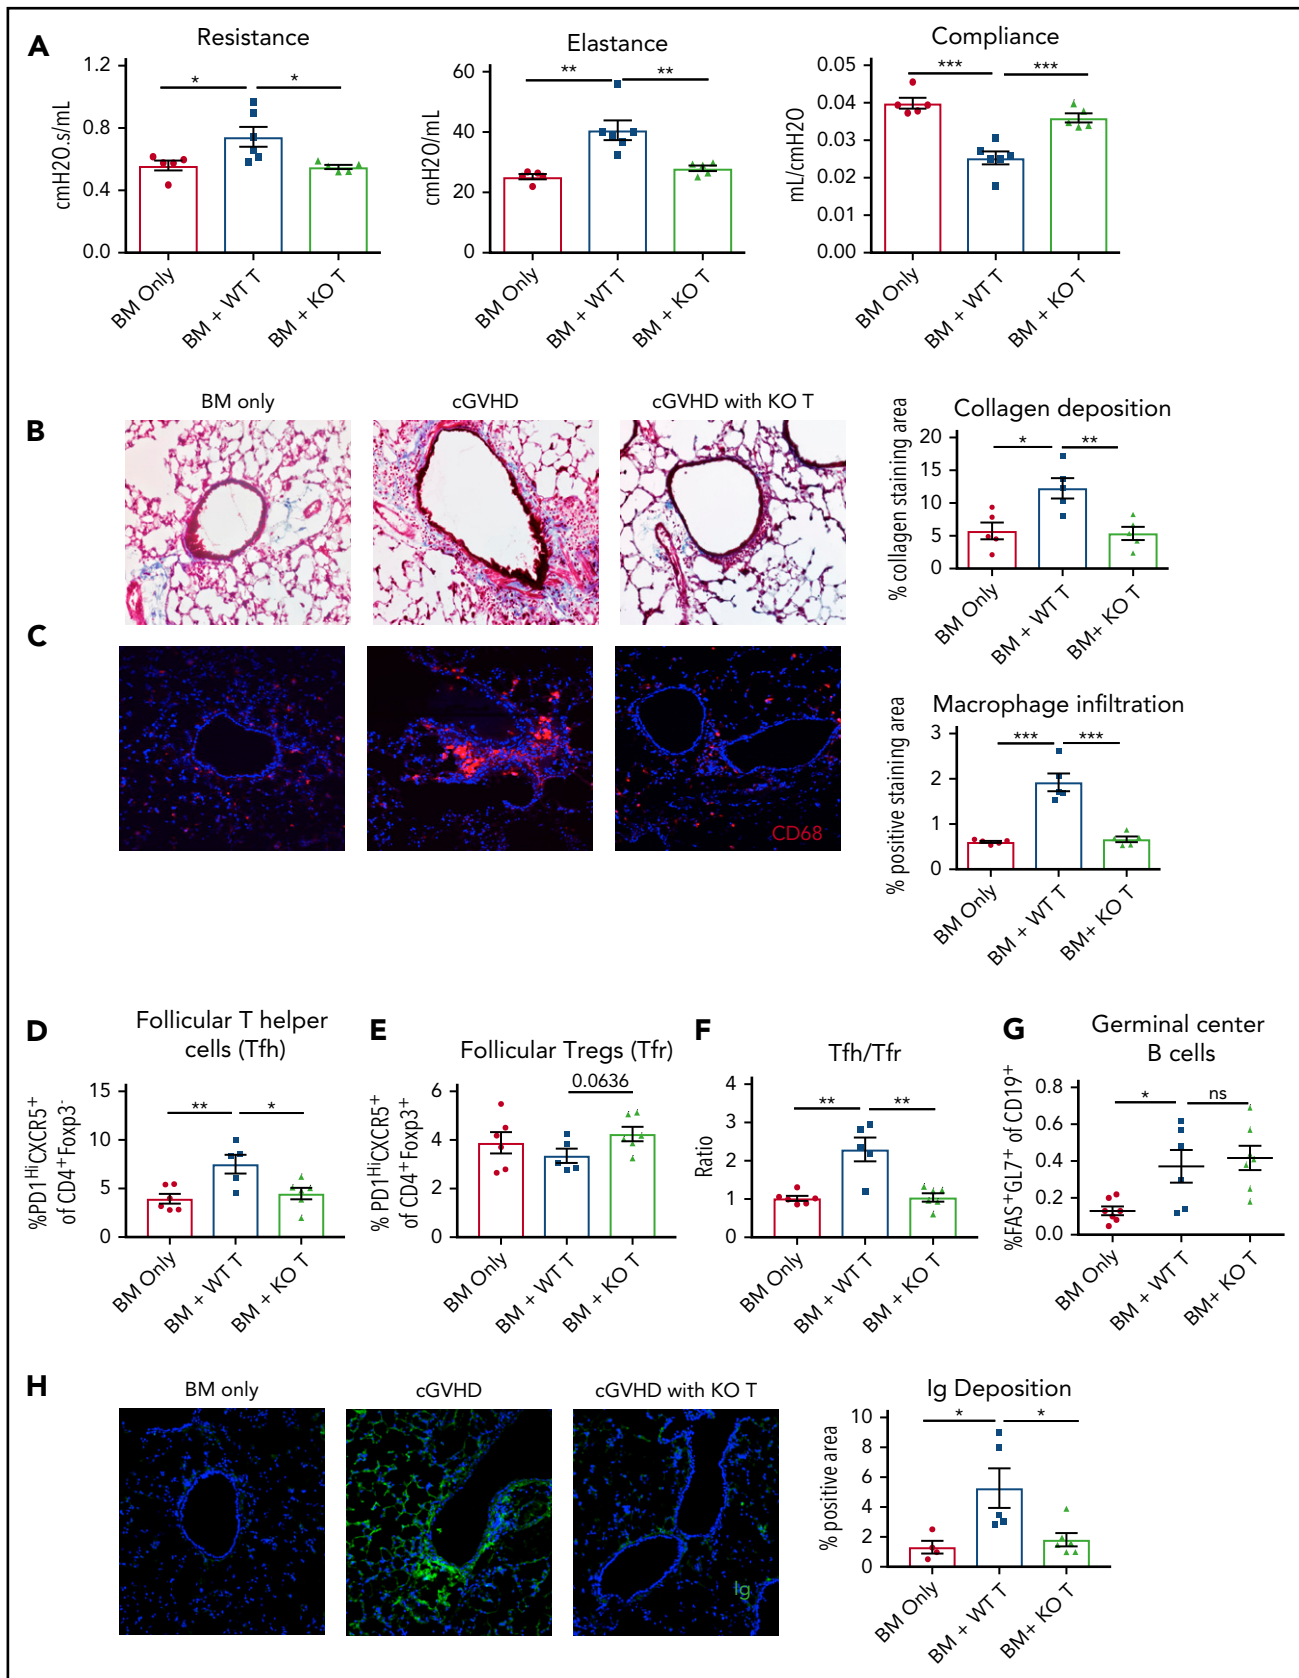 A
Resistance
cmH2O.s/mL
1.2
0.8
0.4
0.0
*
*
BM Only
BM + WT T
BM + KO T
Elastance
cmH2O/mL
60
40
20
0
**
**
BM Only
BM + WT T
BM + KO T
Compliance
mL/cmH20
0.05
0.04
0.03
0.02
0.01
0.00
***
***
BM Only
BM + WT T
BM + KO T
B
BM only
cGVHD
cGVHD with KO T
Collagen deposition
% collagen staining area
20
15
10
5
0
*
**
BM Only
BM + WT T
BM+ KO T
C
CD68
Macrophage infiltration
% positive staining area
3
2
1
0
***
***
BM Only
BM + WT T
BM+ KO T
D
Follicular T helper
cells (Tfh)
%PD1HiCXCR5+
of CD4+Foxp3-
15
10
5
0
**
*
BM Only
BM + WT T
BM + KO T
E
Follicular Tregs (Tfr)
% PD1HiCXCR5+
of CD4+Foxp3+
6
4
2
0
0.0636
BM Only
BM + WT T
BM + KO T
F
Tfh/Tfr
Ratio
4
3
2
1
0
**
**
BM Only
BM + WT T
BM + KO T
G
Germinal center
B cells
%FAS+GL7+ of CD19+
0.8
0.6
0.4
0.2
0.0
*
ns
BM Only
BM + WT T
BM+ KO T
H
BM only
cGVHD
cGVHD with KO T
Ig
Ig Deposition
% positive area
10
8
6
4
2
0
*
*
BM Only
BM + WT T
BM+ KO T